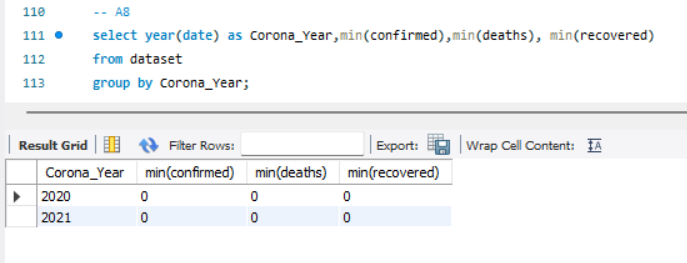 110 -- A8
111 select year(date) as Corona_Year,min(confirmed),min(deaths), min(recovered)
112 from dataset
113 group by Corona_Year;
Result Grid Filter Rows: Export: Wrap Cell Content: IA
Corona_Year min(confirmed) min(deaths) min(recovered)
2020 0 0 0
2021 0 0 0